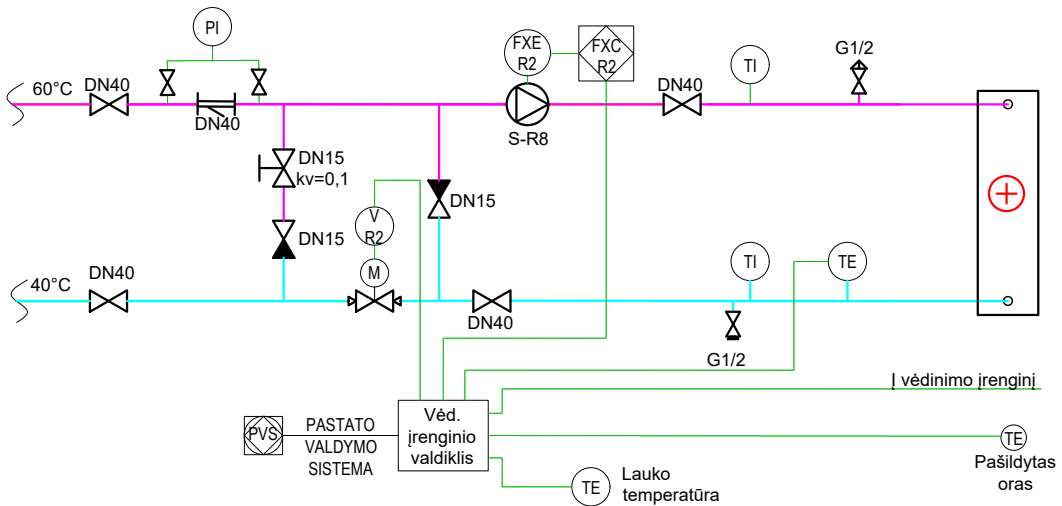 PI
FXE
R2
FXC
R2
G1/2
60°C
DN40
DN40
DN40
TI
S-R8
DN15
kv=0,1
DN15
DN15
V
R2
M
40°C
DN40
DN40
TI
TE
G1/2
Į vėdinimo įrenginį
PVS
PASTATO
VALDYMO
SISTEMA
Vėd.
įrenginio
valdiklis
TE
Pašildytas
oras
TE
Lauko
temperatūra